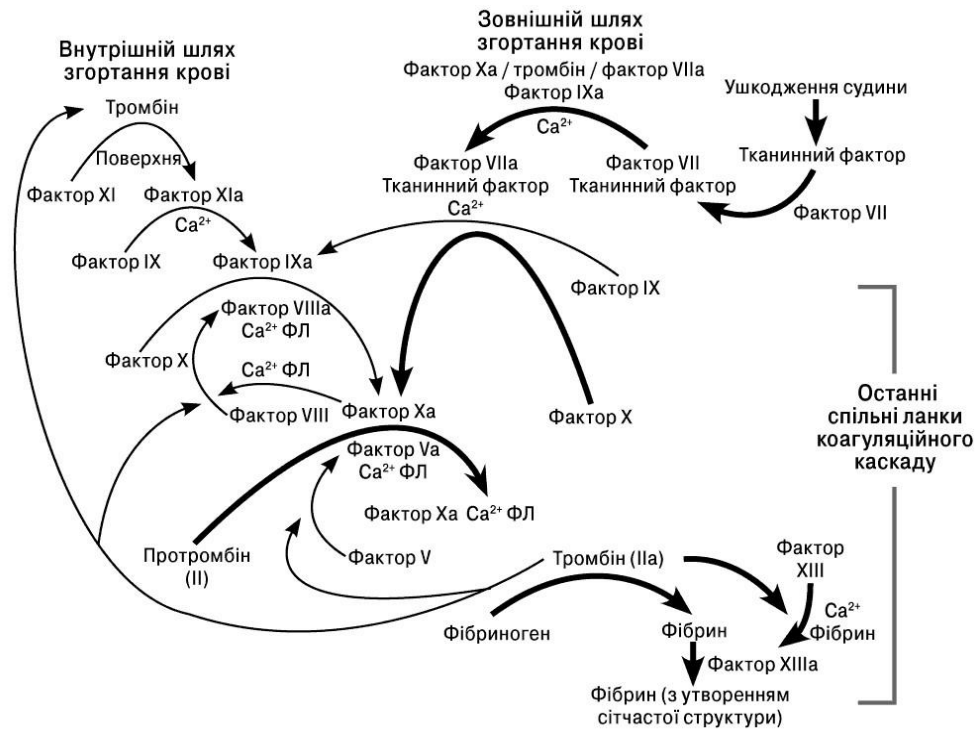 Внутрішній шлях
згортання крові
Зовнішній шлях
згортання крові
Фактор Xa / тромбін / фактор VIIa
Фактор IXa
Ca²⁺
Ушкодження судини
Тромбін
Поверхня
Фактор XI
Фактор XIa
Ca²⁺
Фактор VIIa
Тканинний фактор
Ca²⁺
Фактор VII
Тканинний фактор
Тканинний фактор
Фактор VII
Фактор IX
Фактор IXa
Фактор IX
Фактор VIIIa
Ca²⁺ ФЛ
Фактор X
Ca²⁺ ФЛ
Фактор VIII
Фактор Xa
Фактор X
Фактор Va
Ca²⁺ ФЛ
Фактор Xa Ca²⁺ ФЛ
Останні
спільні ланки
коагуляційного
каскаду
Протромбін
(II)
Фактор V
Тромбін (IIa)
Фактор
XIII
Ca²⁺
Фібрин
Фібриноген
Фібрин
Фактор XIIIa
Фібрин (з утворенням
сітчастої структури)